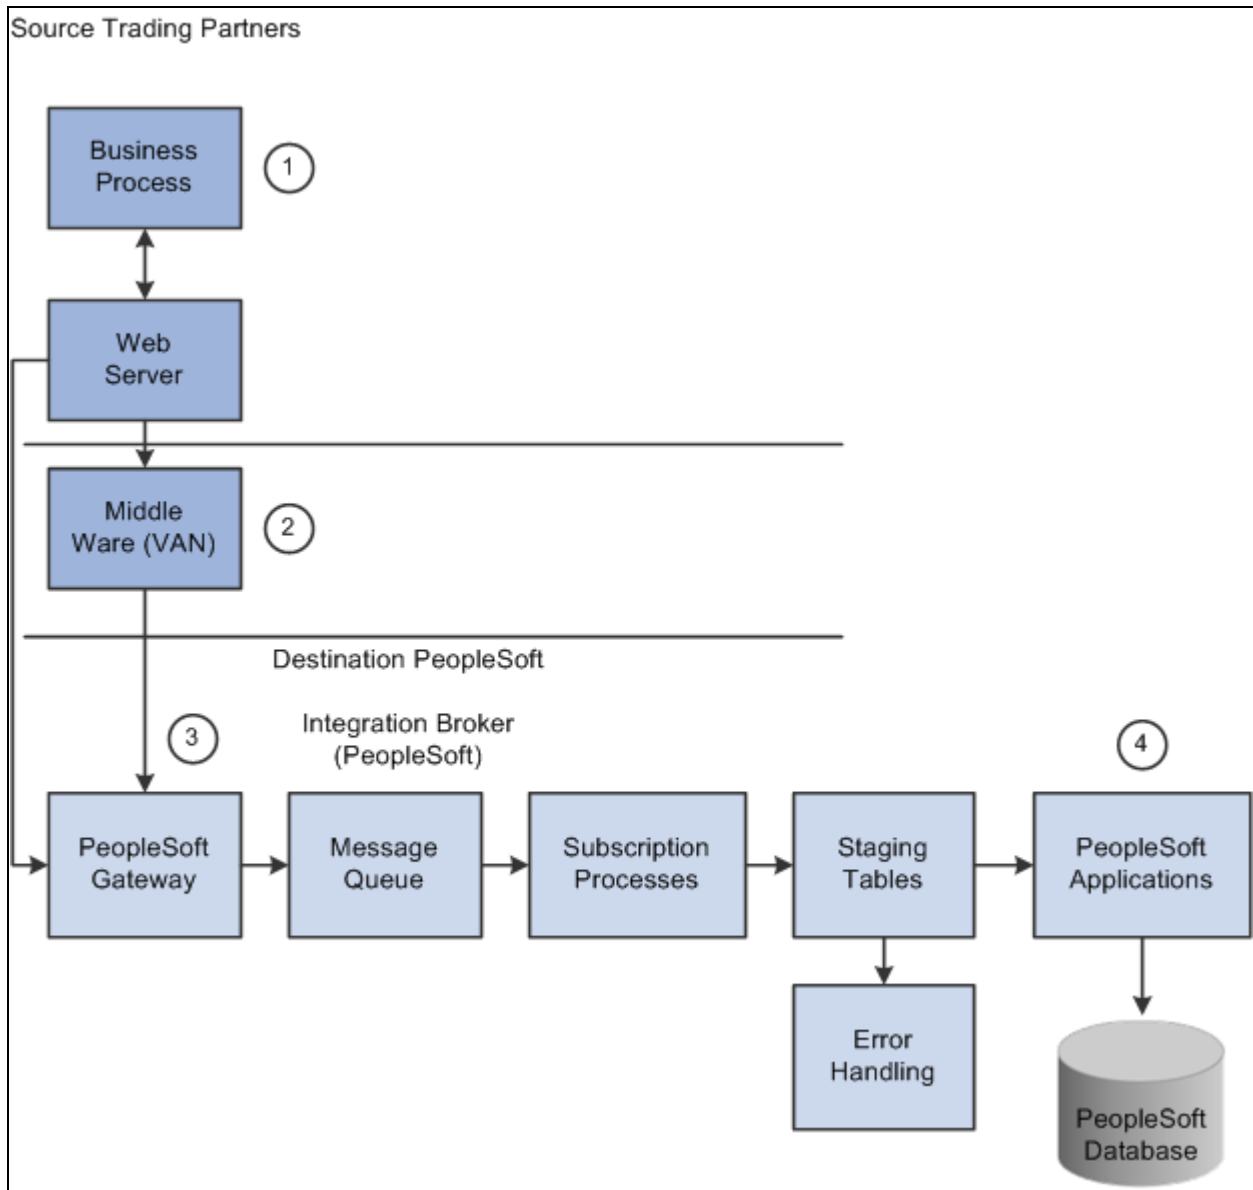 Source Trading Partners
Business
Process
1
Web
Server
Middle
Ware (VAN)
2
Destination PeopleSoft
3
Integration Broker
(PeopleSoft)
4
PeopleSoft
Gateway
Message
Queue
Subscription
Processes
Staging
Tables
PeopleSoft
Applications
Error
Handling
PeopleSoft
Database